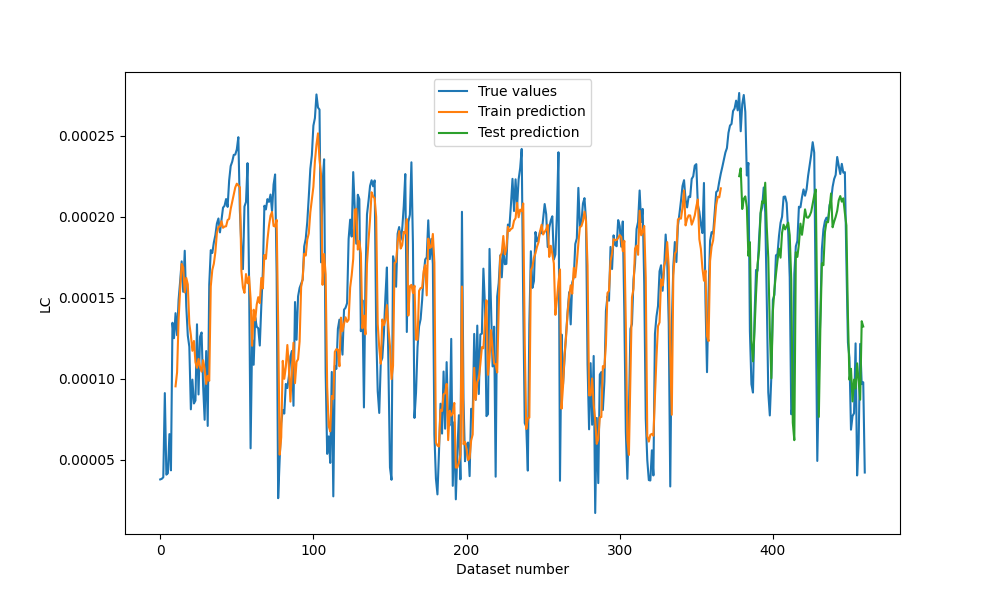 True values
Train prediction
Test prediction
0.00025
0.00020
0.00015
0.00010
0.00005
LC
0
100
200
300
400
Dataset number